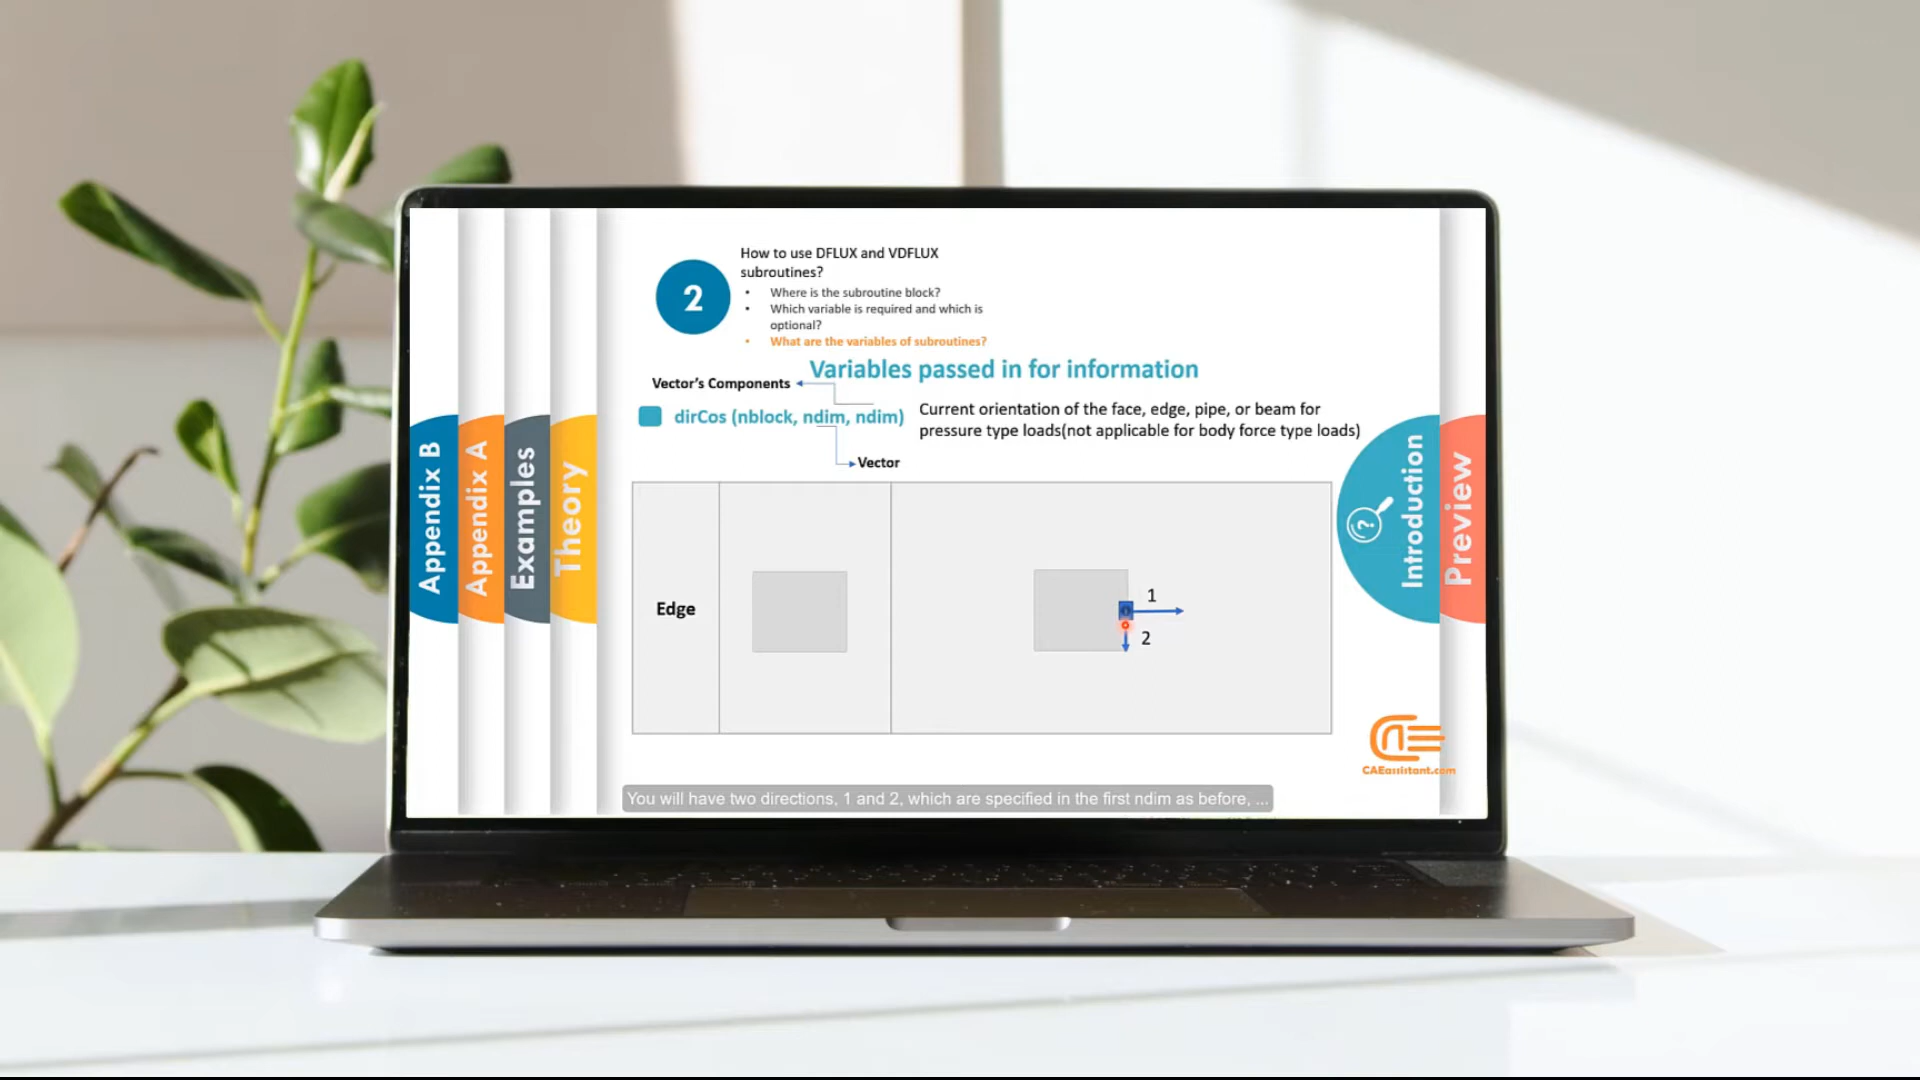 How to use DFLUX and VDFLUX
subroutines?
2
• Where is the subroutine block?
• Which variable is required and which is
optional?
• What are the variables of subroutines?
Variables passed in for information
Vector's Components
dirCos (nblock, ndim, ndim)
Current orientation of the face, edge, pipe, or beam for
pressure type loads(not applicable for body force type loads)
Vector
Appendix B
Appendix A
Examples
Theory
Introduction
?
Preview
Edge
1
2
CAEassistant.com
You will have two directions, 1 and 2, which are specified in the first ndim as before, ...